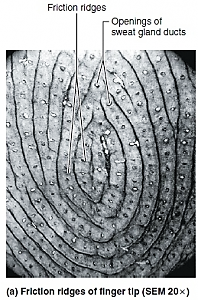 Friction ridges
Openings of
sweat gland ducts
(a) Friction ridges of finger tip (SEM 20×)